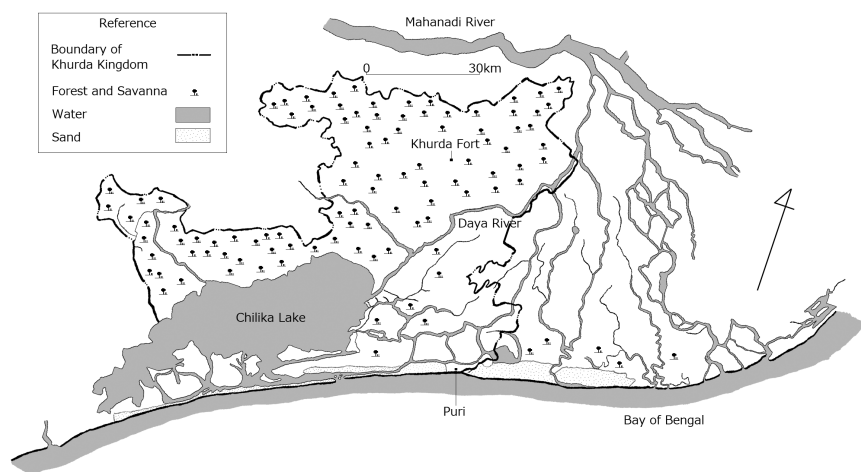 Reference
Boundary of
Khurda Kingdom
Forest and Savanna
Water
Sand
Mahanadi River
0 30km
Khurda Fort
Daya River
Chilika Lake
Puri
Bay of Bengal